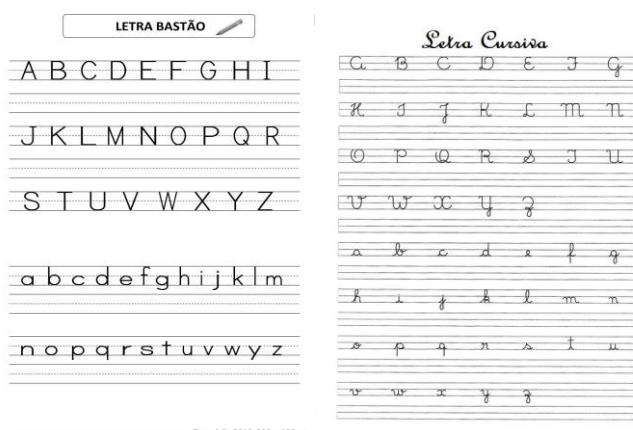 LETRA BASTÃO
A B C D E F G H I
J K L M N O P Q R
S T U V W X Y Z
a b c d e f g h i j k l m
n o p q r s t u v w y z
Letra Cursiva
A B C D E F G
H I J K L M N
O P Q R S T U
V W X Y Z
a b c d e f g
h i j k l m n
o p q r s t u
v w x y z